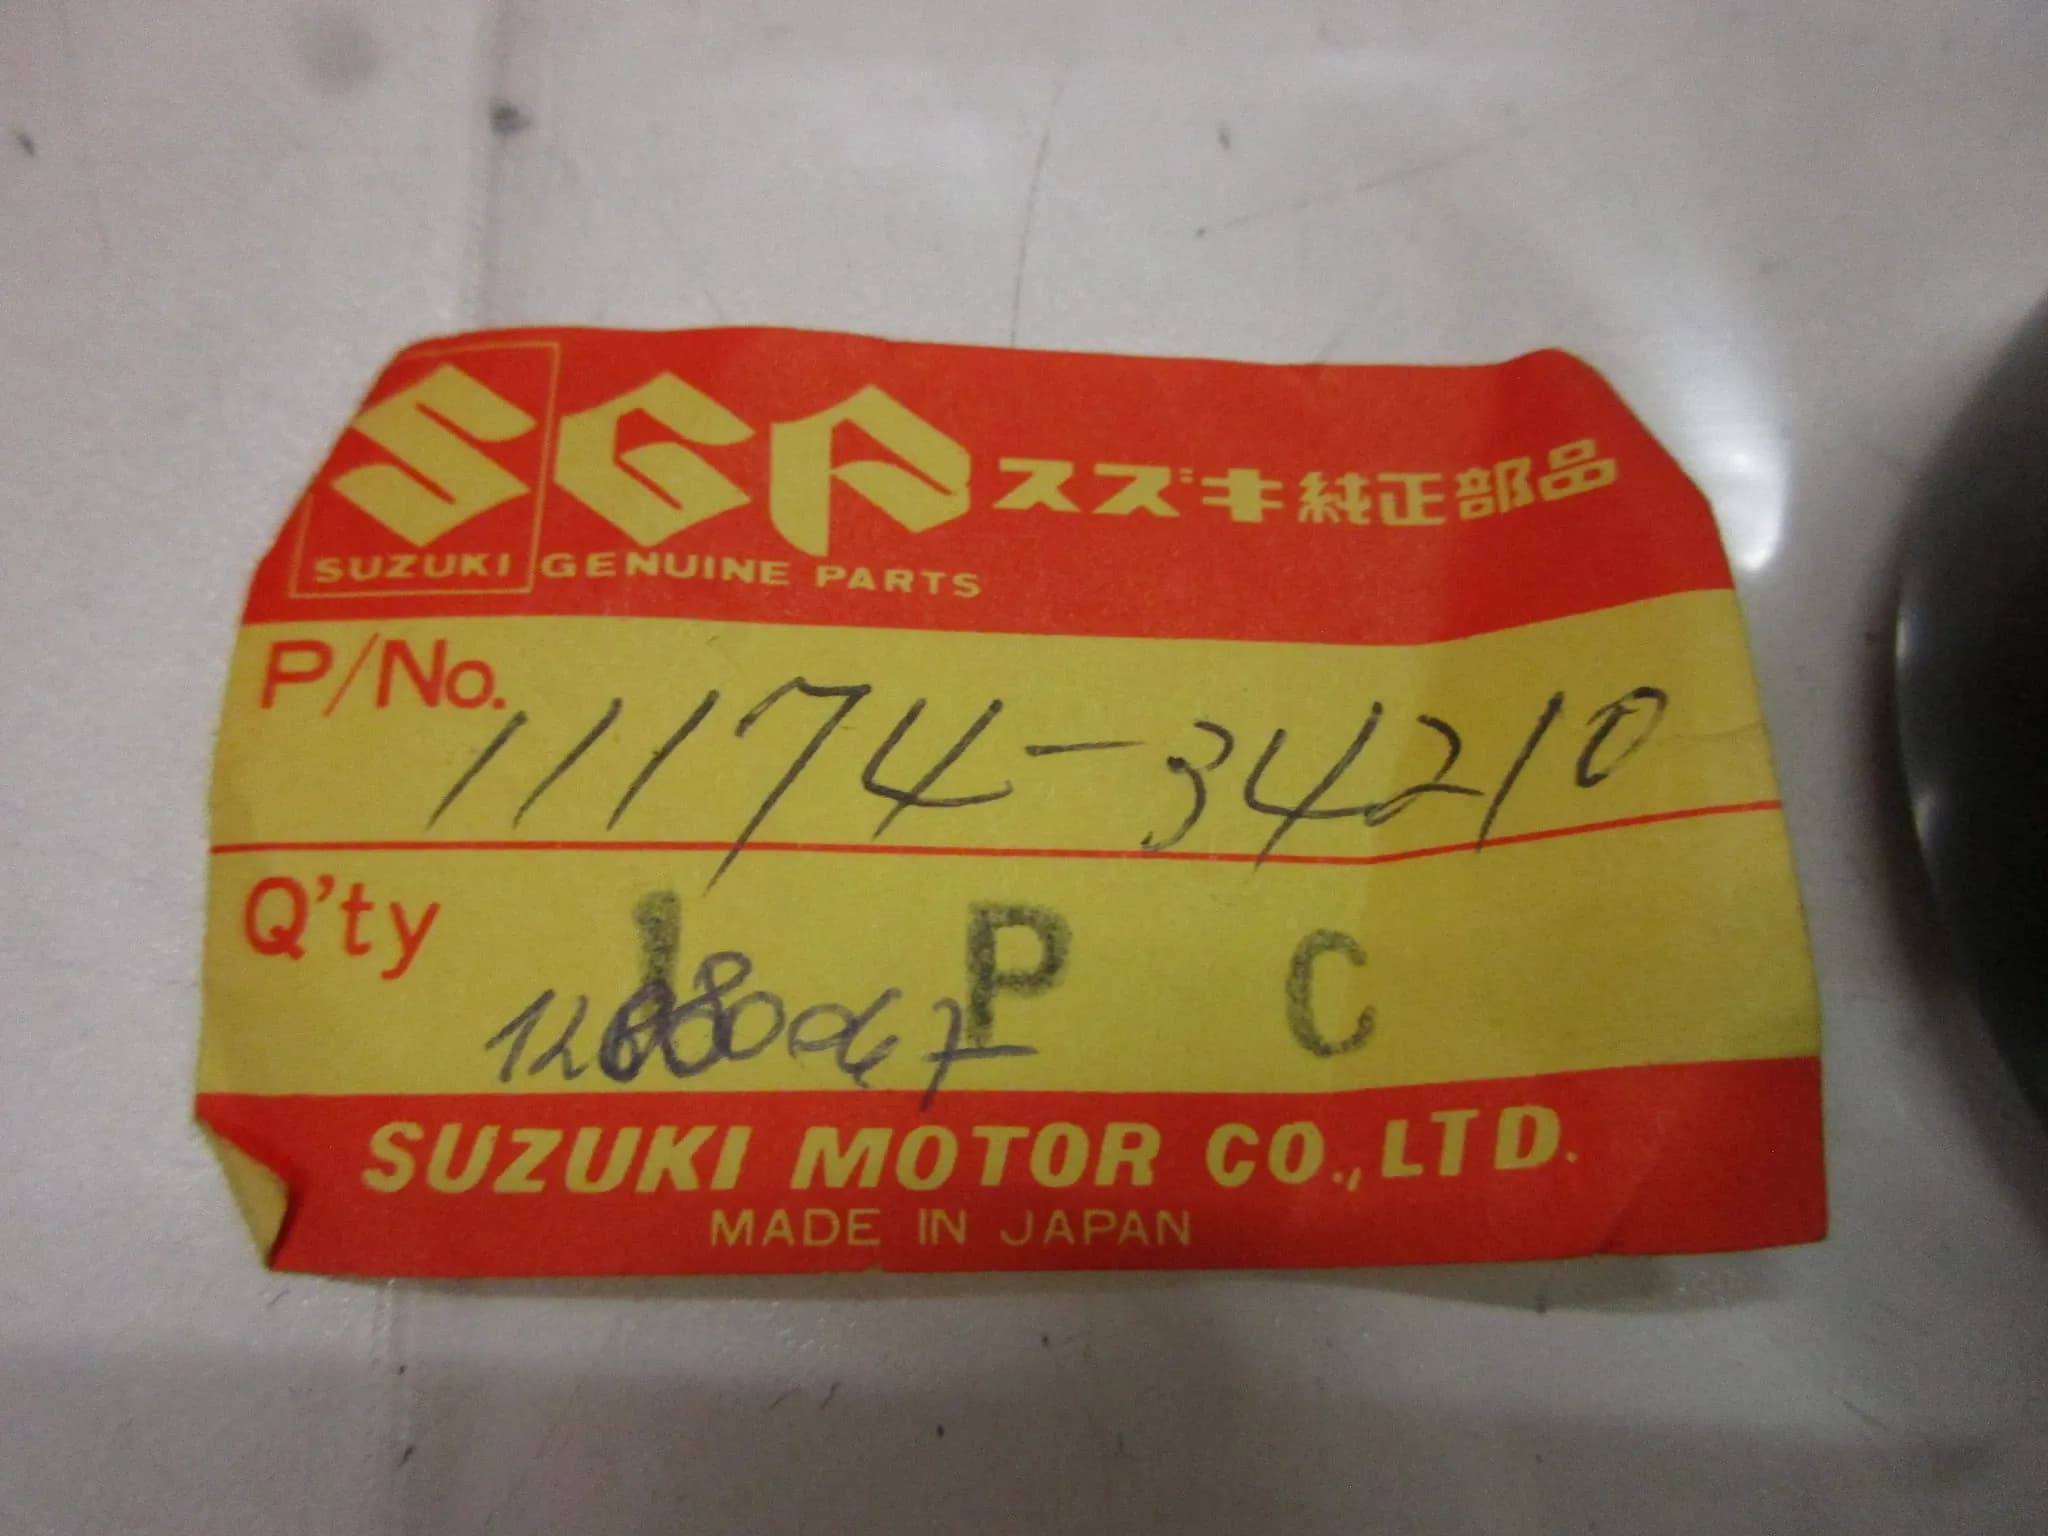 SGP スズキ純正部品
SUZUKI GENUINE PARTS
P/No. 11174-34210
Q'ty 1 P C
SUZUKI MOTOR CO., LTD.
MADE IN JAPAN